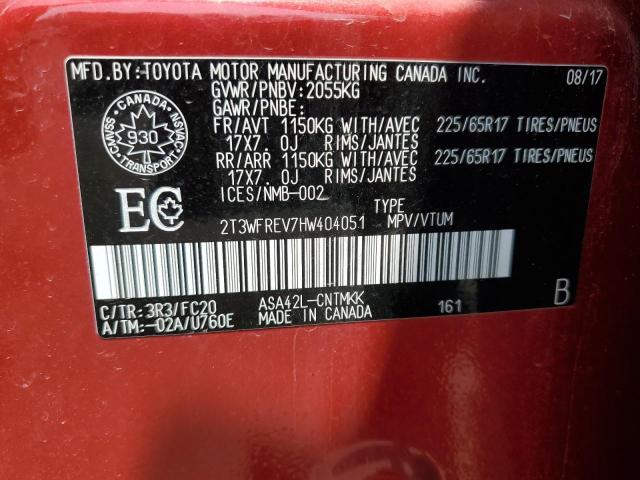 MFD.BY:TOYOTA MOTOR MANUFACTURING CANADA INC. 08/17
GVWR/PNBV:2055KG
GAWR/PNBE:
FR/AVT 1150KG WITH/AVEC 225/65R17 TIRES/PNEUS
17X7.0J RIMS/JANTES
RR/ARR 1150KG WITH/AVEC 225/65R17 TIRES/PNEUS
17X7.0J RIMS/JANTES
ICES/NMB-002
CANADA
CMVSS
NSVAC
930
TRANSPORT
EC
TYPE
2T3WFREV7HW404051 MPV/VTUM
C/TR:3R3/FC20 ASA42L-CNTMKK 161 B
A/TM:-02A/U760E MADE IN CANADA